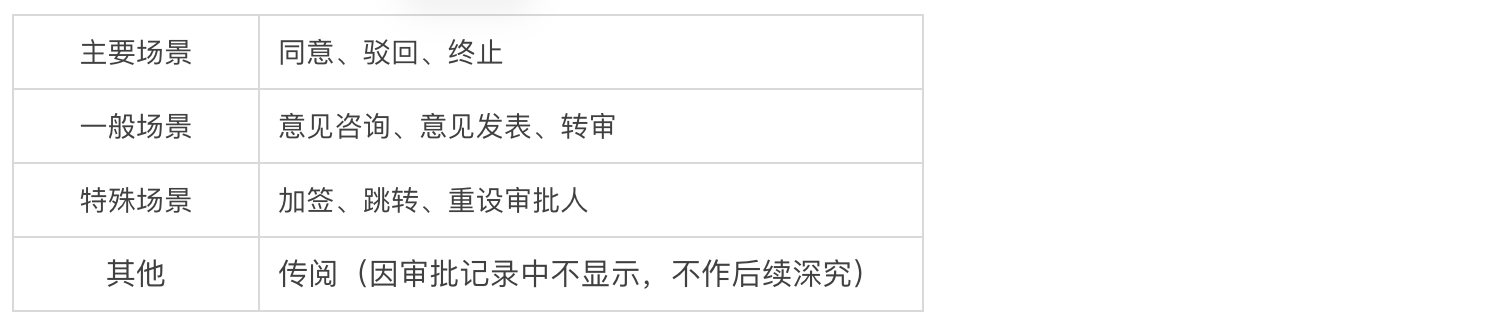 主要场景 同意、驳回、终止
一般场景 意见咨询、意见发表、转审
特殊场景 加签、跳转、重设审批人
其他 传阅（因审批记录中不显示，不作后续深究）